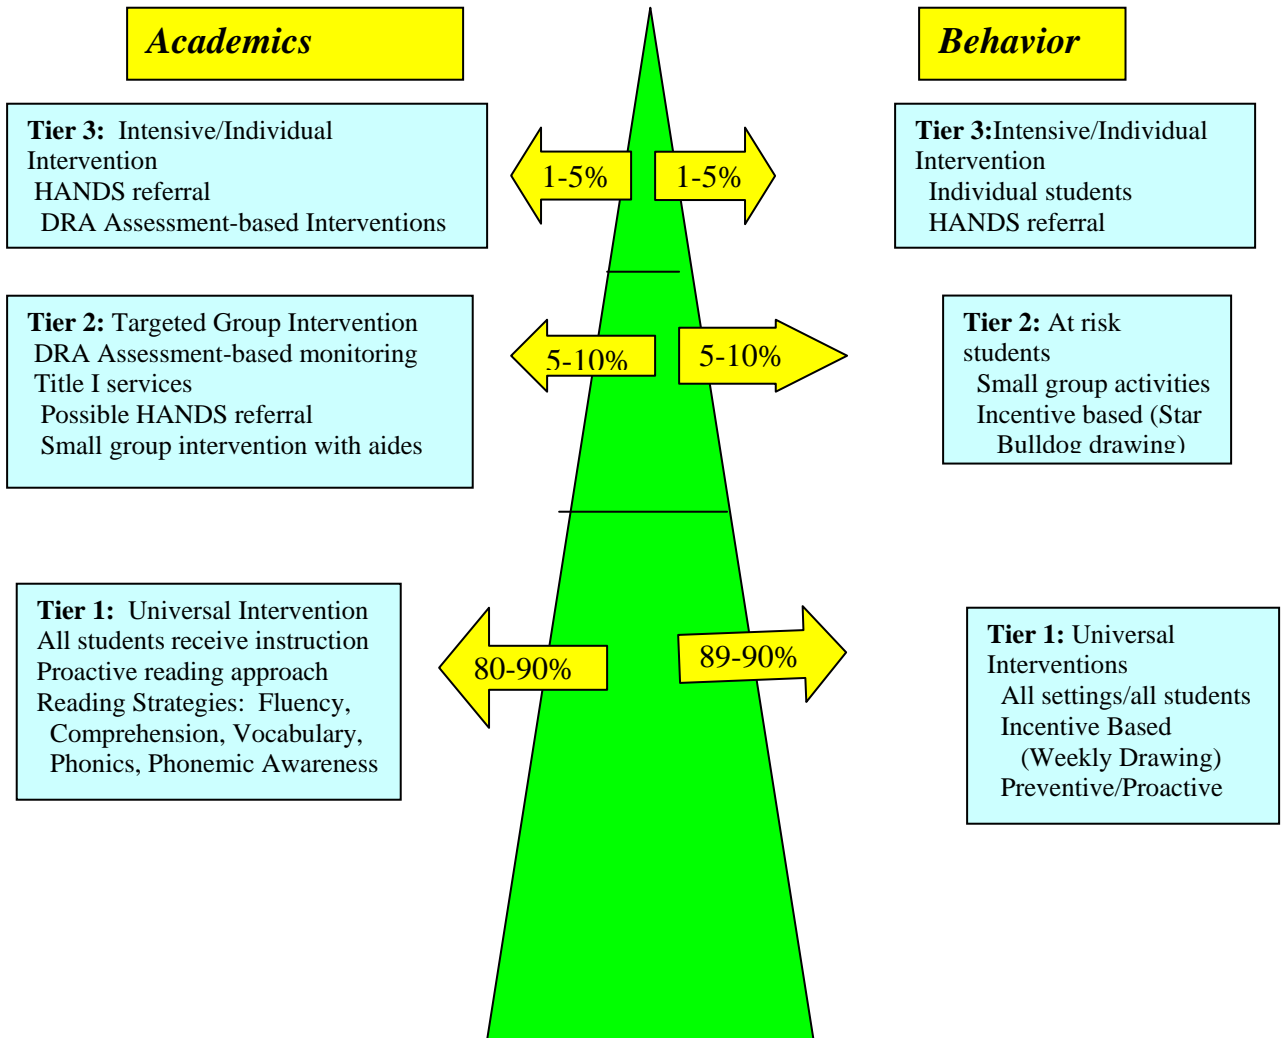 Academics
Behavior
Tier 3: Intensive/Individual
Intervention
HANDS referral
DRA Assessment-based Interventions
1-5%
1-5%
Tier 3:Intensive/Individual
Intervention
Individual students
HANDS referral
Tier 2: Targeted Group Intervention
DRA Assessment-based monitoring
Title I services
Possible HANDS referral
Small group intervention with aides
5-10%
5-10%
Tier 2: At risk
students
Small group activities
Incentive based (Star
Bulldog drawing)
Tier 1: Universal Intervention
All students receive instruction
Proactive reading approach
Reading Strategies: Fluency,
Comprehension, Vocabulary,
Phonics, Phonemic Awareness
80-90%
89-90%
Tier 1: Universal
Interventions
All settings/all students
Incentive Based
(Weekly Drawing)
Preventive/Proactive